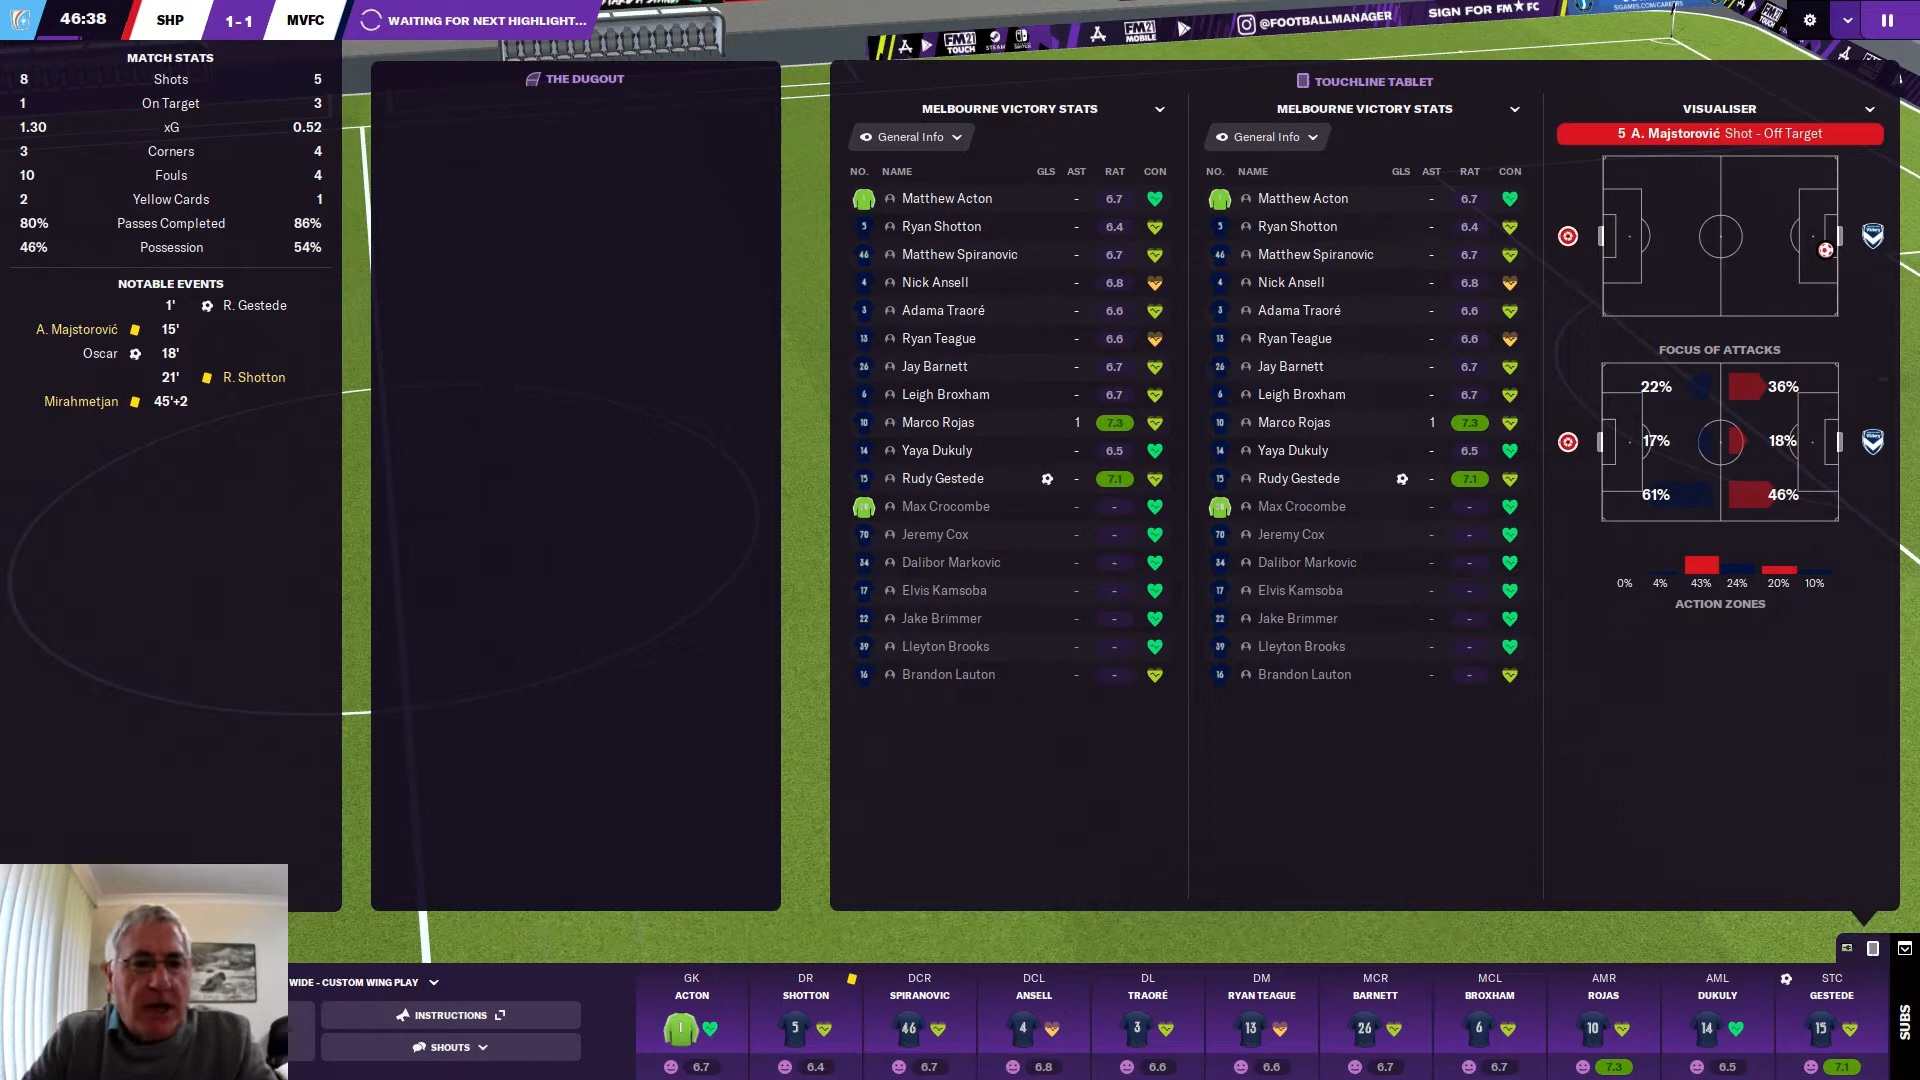 46:38
SHP
1 - 1
MVFC
WAITING FOR NEXT HIGHLIGHT...
FM21 TOUCH
STEAM
SWITCH
FM21 MOBILE
@FOOTBALLMANAGER
SIGN FOR FM★FC
SIGAMES.COM/CAREERS
MATCH STATS
8 Shots 5
1 On Target 3
1.30 xG 0.52
3 Corners 4
10 Fouls 4
2 Yellow Cards 1
80% Passes Completed 86%
46% Possession 54%
NOTABLE EVENTS
1' R. Gestede
A. Majstorović 15'
Oscar 18'
21' R. Shotton
Mirahmetjan 45'+2
THE DUGOUT
TOUCHLINE TABLET
MELBOURNE VICTORY STATS
General Info
NO. NAME GLS AST RAT CON
Matthew Acton - 6.7
5 Ryan Shotton - 6.4
46 Matthew Spiranovic - 6.7
4 Nick Ansell - 6.8
3 Adama Traoré - 6.6
13 Ryan Teague - 6.6
26 Jay Barnett - 6.7
6 Leigh Broxham - 6.7
10 Marco Rojas 1 7.3
14 Yaya Dukuly - 6.5
15 Rudy Gestede - 7.1
Max Crocombe - -
70 Jeremy Cox - -
34 Dalibor Markovic - -
17 Elvis Kamsoba - -
22 Jake Brimmer - -
39 Lleyton Brooks - -
16 Brandon Lauton - -
MELBOURNE VICTORY STATS
General Info
NO. NAME GLS AST RAT CON
Matthew Acton - 6.7
5 Ryan Shotton - 6.4
46 Matthew Spiranovic - 6.7
4 Nick Ansell - 6.8
3 Adama Traoré - 6.6
13 Ryan Teague - 6.6
26 Jay Barnett - 6.7
6 Leigh Broxham - 6.7
10 Marco Rojas 1 7.3
14 Yaya Dukuly - 6.5
15 Rudy Gestede - 7.1
Max Crocombe - -
70 Jeremy Cox - -
34 Dalibor Markovic - -
17 Elvis Kamsoba - -
22 Jake Brimmer - -
39 Lleyton Brooks - -
16 Brandon Lauton - -
VISUALISER
5 A. Majstorović Shot - Off Target
FOCUS OF ATTACKS
22% 36%
17% 18%
61% 46%
0% 4% 43% 24% 20% 10%
ACTION ZONES
WIDE - CUSTOM WING PLAY
INSTRUCTIONS
SHOUTS
GK DR DCR DCL DL DM MCR MCL AMR AML STC
ACTON SHOTTON SPIRANOVIC ANSELL TRAORÉ RYAN TEAGUE BARNETT BROXHAM ROJAS DUKULY GESTEDE
1 5 46 4 3 13 26 6 10 14 15
6.7 6.4 6.7 6.8 6.6 6.6 6.7 6.7 7.3 6.5 7.1
SUBS